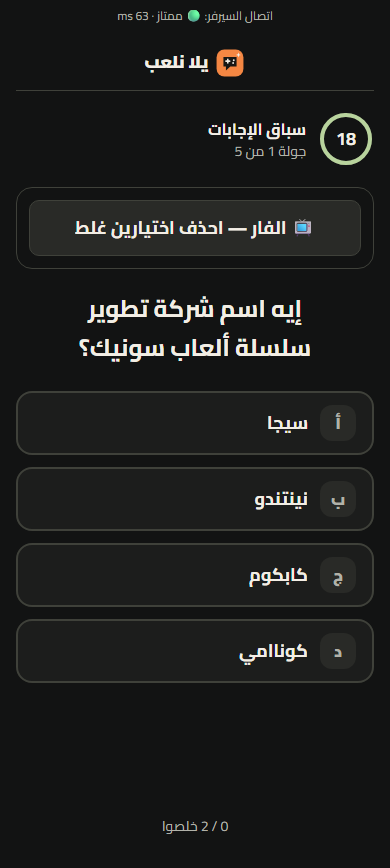 اتصال السيرفر: ممتاز · 63 ms
يلا نلعب
18
سباق الإجابات
جولة 1 من 5
الفار — احذف اختيارين غلط
إيه اسم شركة تطوير
سلسلة ألعاب سونيك؟
أ سيجا
ب نينتندو
ج كابكوم
د كوناامي
0 / 2 خلصوا